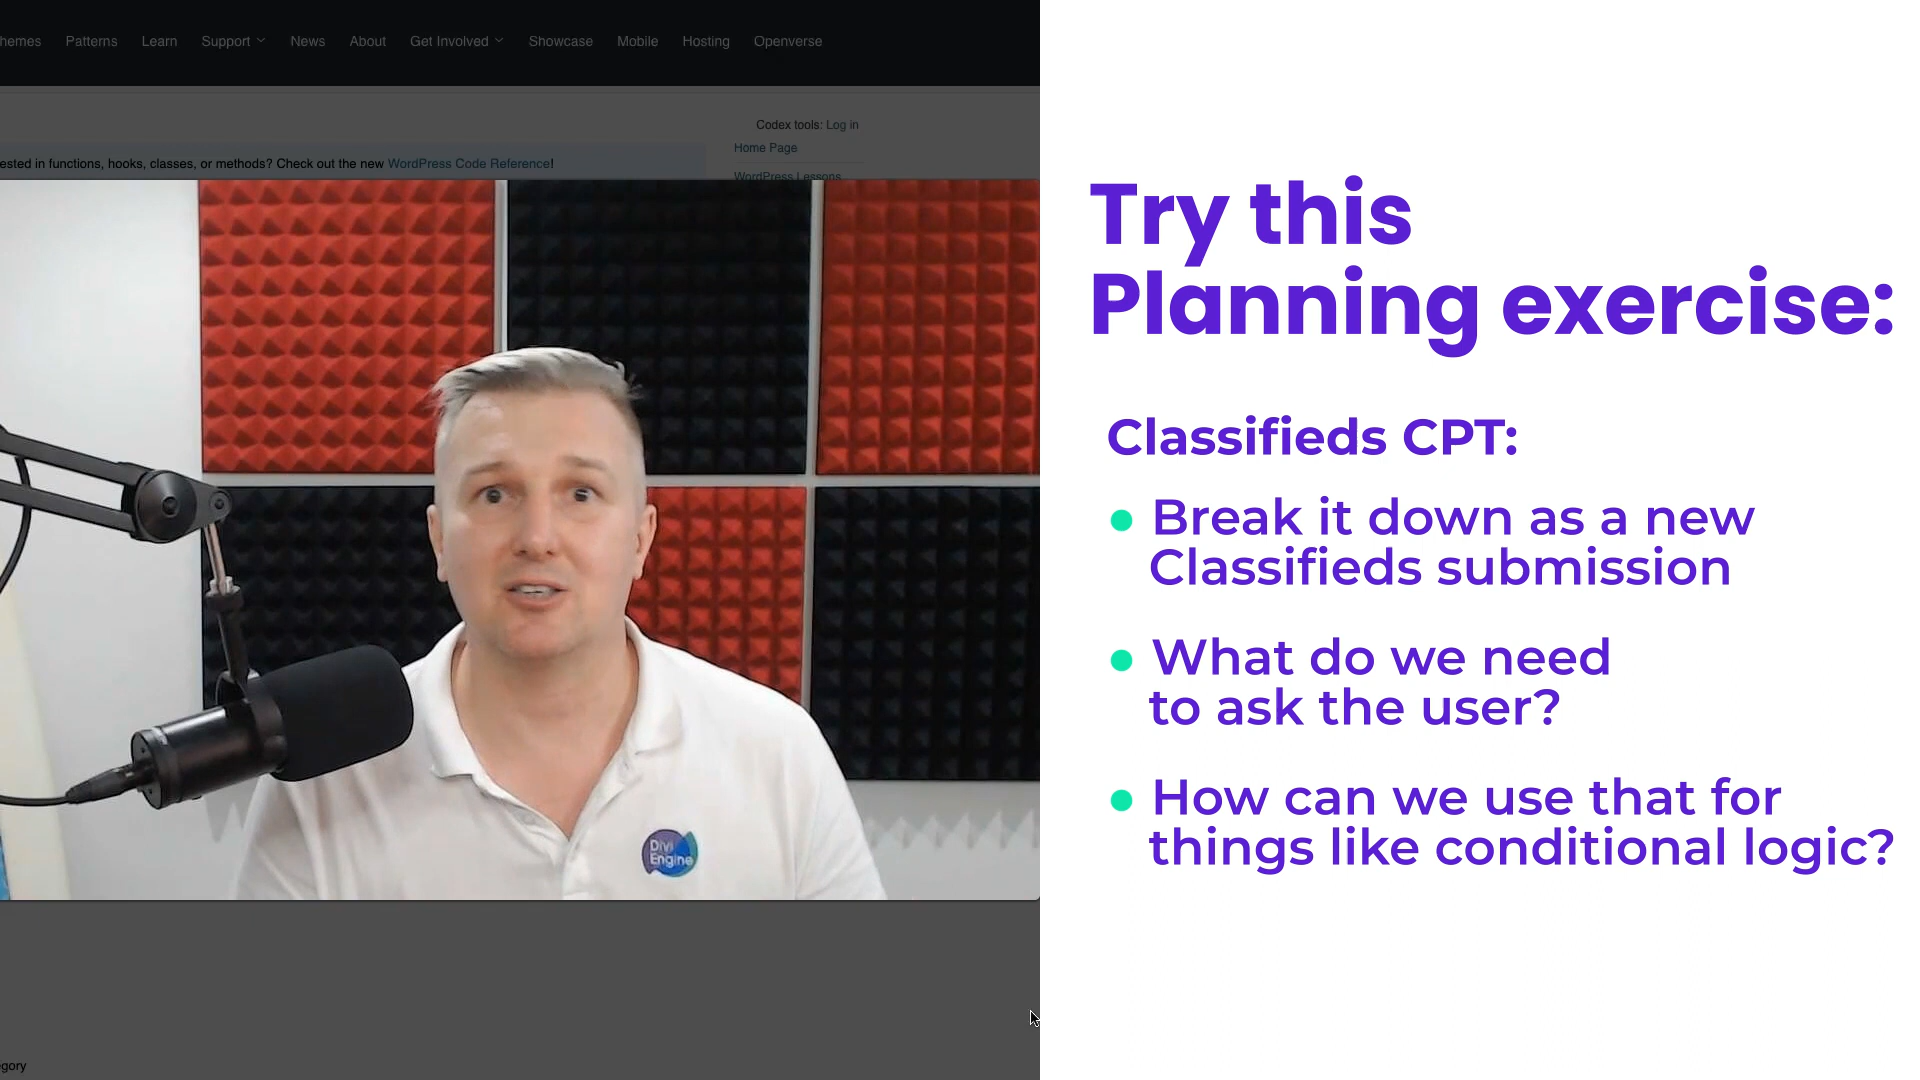 hemes Patterns Learn Support News About Get Involved Showcase Mobile Hosting Openverse
Codex tools: Log in
Home Page
ested in functions, hooks, classes, or methods? Check out the new WordPress Code Reference!
WordPress Lessons
Divi
Engine
egory
Try this
Planning exercise:
Classifieds CPT:
Break it down as a new
Classifieds submission
What do we need
to ask the user?
How can we use that for
things like conditional logic?